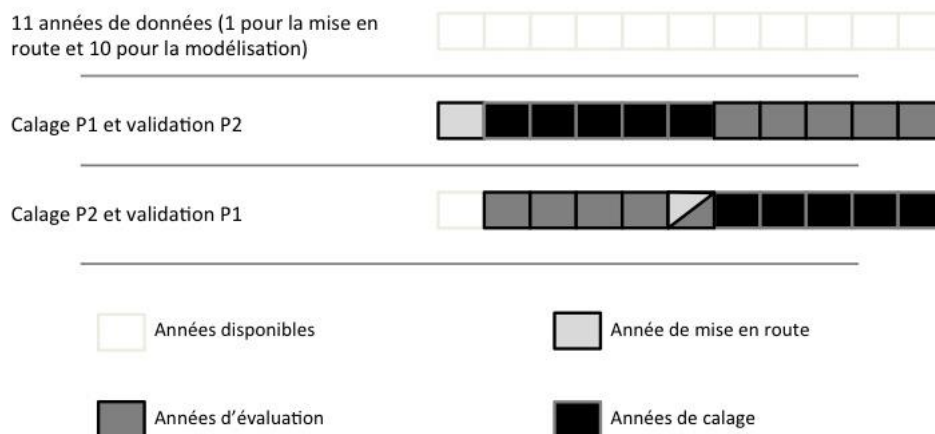 11 années de données (1 pour la mise en
route et 10 pour la modélisation)
Calage P1 et validation P2
Calage P2 et validation P1
Années disponibles
Année de mise en route
Années d'évaluation
Années de calage